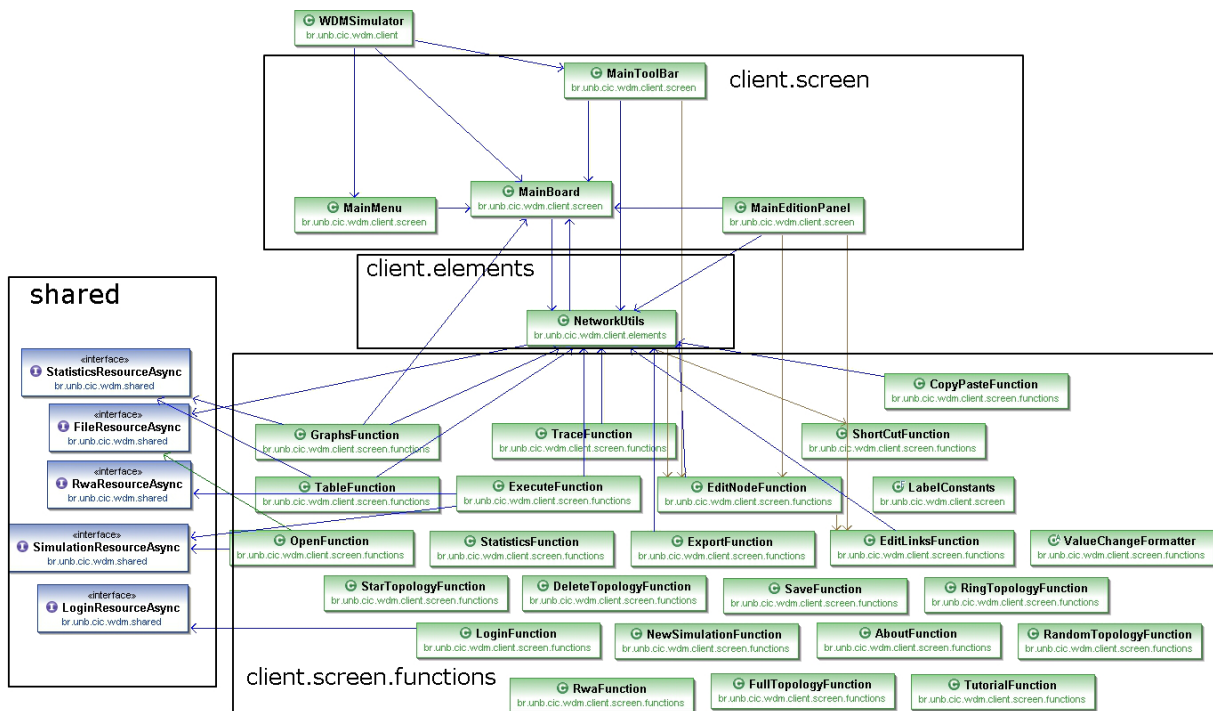 WDMSimulator
br.unb.cic.wdm.client
client.screen
MainToolBar
br.unb.cic.wdm.client.screen
MainBoard
br.unb.cic.wdm.client.screen
MainMenu
br.unb.cic.wdm.client.screen
MainEditionPanel
br.unb.cic.wdm.client.screen
client.elements
NetworkUtils
br.unb.cic.wdm.client.elements
shared
«interface»
StatisticsResourceAsync
br.unb.cic.wdm.shared
«interface»
FileResourceAsync
br.unb.cic.wdm.shared
«interface»
RwaResourceAsync
br.unb.cic.wdm.shared
«interface»
SimulationResourceAsync
br.unb.cic.wdm.shared
«interface»
LoginResourceAsync
br.unb.cic.wdm.shared
CopyPasteFunction
br.unb.cic.wdm.client.screen.functions
GraphsFunction
br.unb.cic.wdm.client.screen.functions
TraceFunction
br.unb.cic.wdm.client.screen.functions
ShortCutFunction
br.unb.cic.wdm.client.screen.functions
TableFunction
br.unb.cic.wdm.client.screen.functions
ExecuteFunction
br.unb.cic.wdm.client.screen.functions
EditNodeFunction
br.unb.cic.wdm.client.screen.functions
LabelConstants
br.unb.cic.wdm.client.screen
OpenFunction
br.unb.cic.wdm.client.screen.functions
StatisticsFunction
br.unb.cic.wdm.client.screen.functions
ExportFunction
br.unb.cic.wdm.client.screen.functions
EditLinksFunction
br.unb.cic.wdm.client.screen.functions
ValueChangeFormatter
br.unb.cic.wdm.client.screen.functions
StarTopologyFunction
br.unb.cic.wdm.client.screen.functions
DeleteTopologyFunction
br.unb.cic.wdm.client.screen.functions
SaveFunction
br.unb.cic.wdm.client.screen.functions
RingTopologyFunction
br.unb.cic.wdm.client.screen.functions
LoginFunction
br.unb.cic.wdm.client.screen.functions
NewSimulationFunction
br.unb.cic.wdm.client.screen.functions
AboutFunction
br.unb.cic.wdm.client.screen.functions
RandomTopologyFunction
br.unb.cic.wdm.client.screen.functions
client.screen.functions
RwaFunction
br.unb.cic.wdm.client.screen.functions
FullTopologyFunction
br.unb.cic.wdm.client.screen.functions
TutorialFunction
br.unb.cic.wdm.client.screen.functions